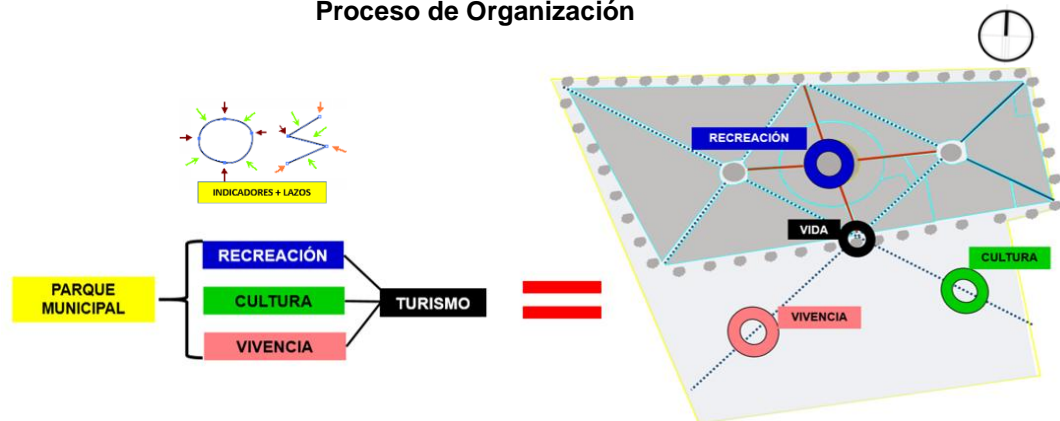 Proceso de Organización
INDICADORES + LAZOS
PARQUE
MUNICIPAL
RECREACIÓN
CULTURA
VIVENCIA
TURISMO
RECREACIÓN
VIDA
CULTURA
VIVENCIA